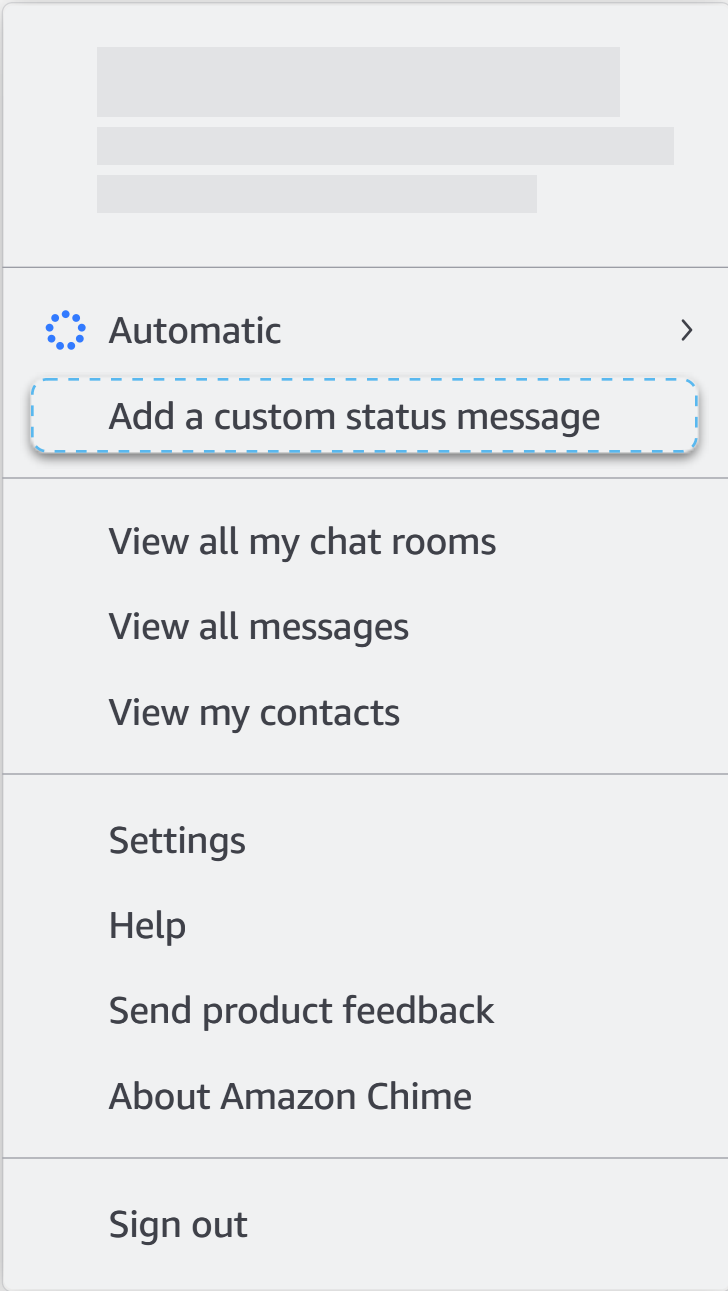 Automatic
Add a custom status message
View all my chat rooms
View all messages
View my contacts
Settings
Help
Send product feedback
About Amazon Chime
Sign out